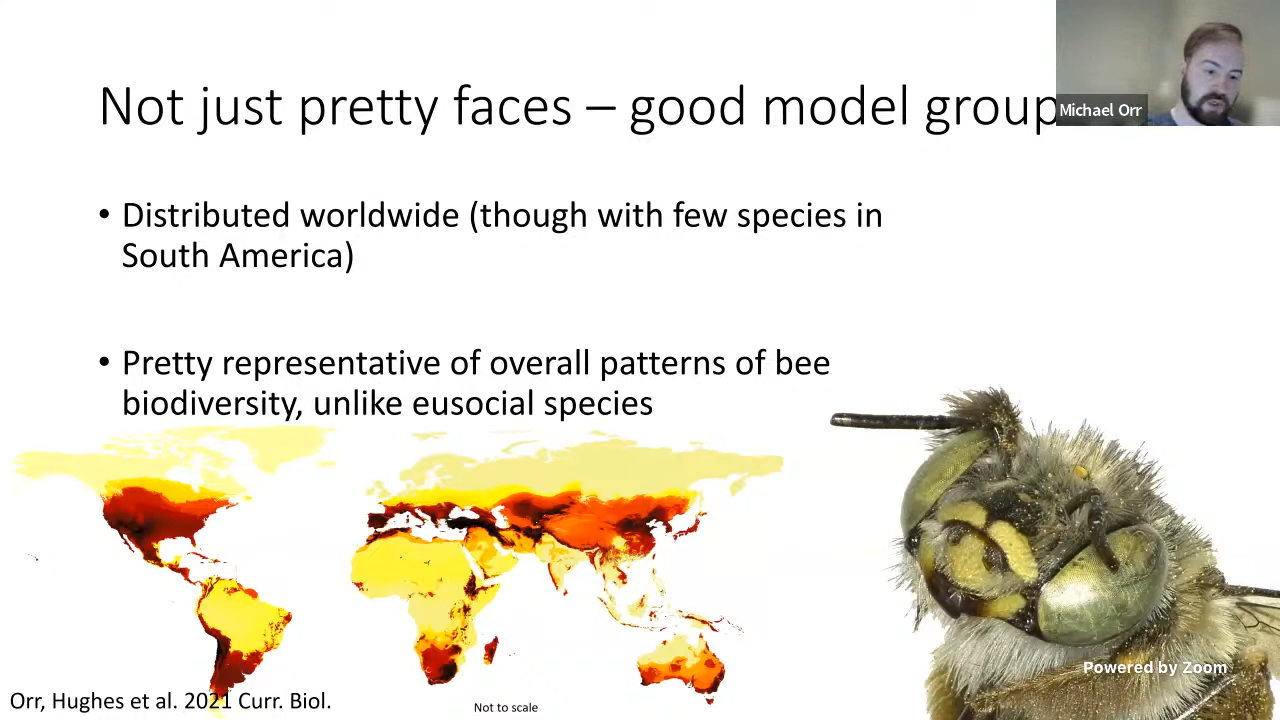 Not just pretty faces – good model group
Michael Orr
• Distributed worldwide (though with few species in
South America)
• Pretty representative of overall patterns of bee
biodiversity, unlike eusocial species
Powered by Zoom
Orr, Hughes et al. 2021 Curr. Biol.
Not to scale